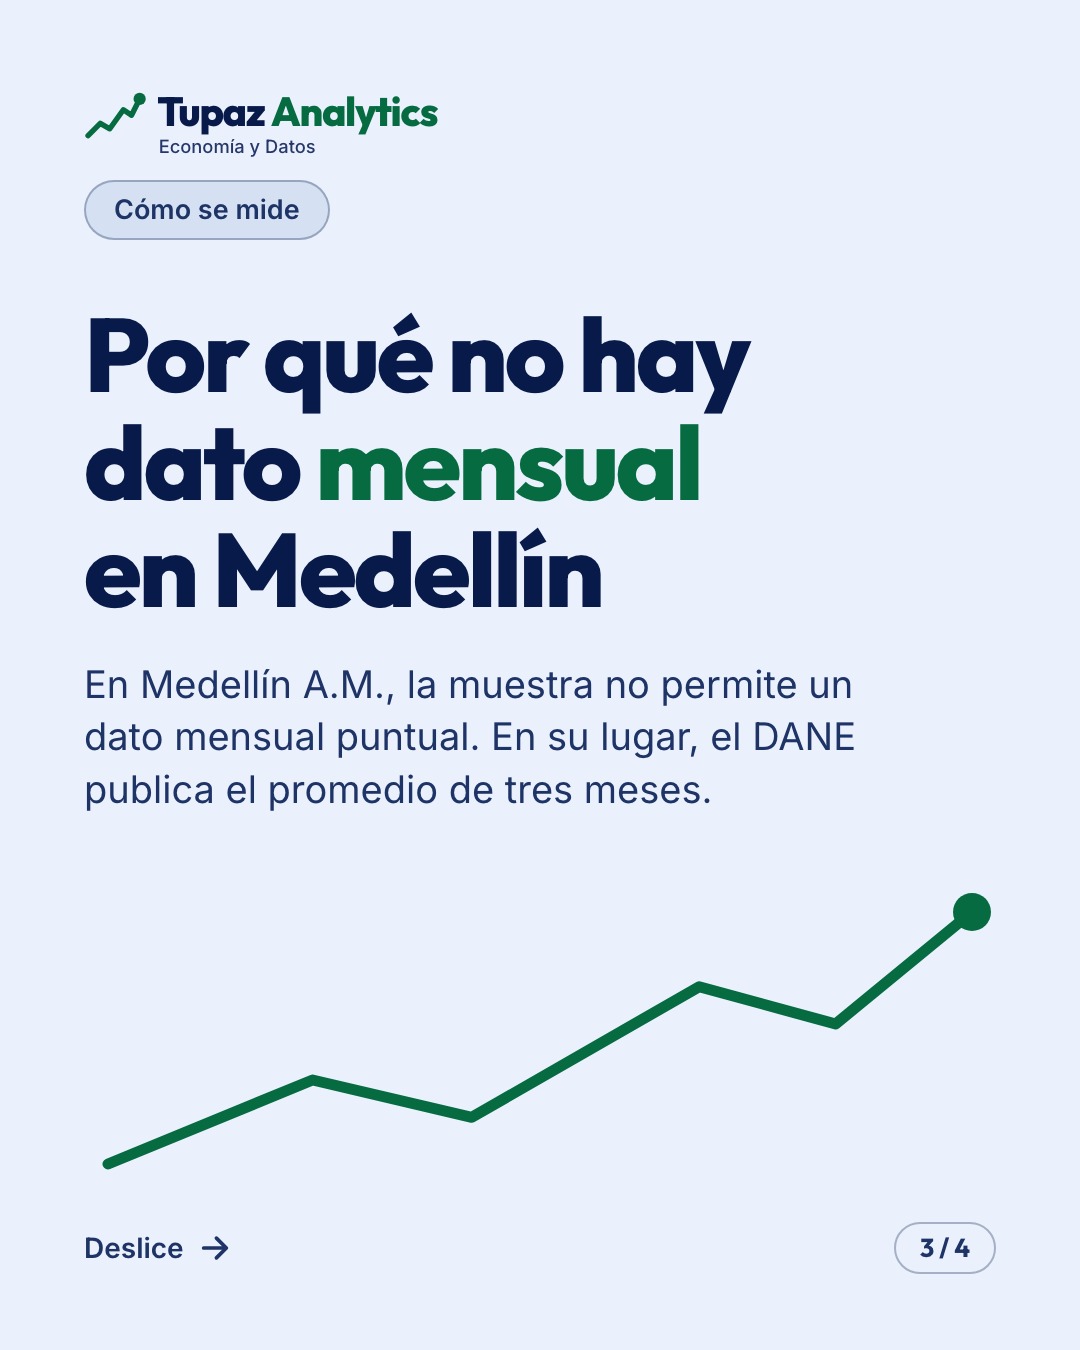 Tupaz Analytics
Economía y Datos
Cómo se mide
Por qué no hay
dato mensual
en Medellín
En Medellín A.M., la muestra no permite un
dato mensual puntual. En su lugar, el DANE
publica el promedio de tres meses.
Deslice →
3 / 4